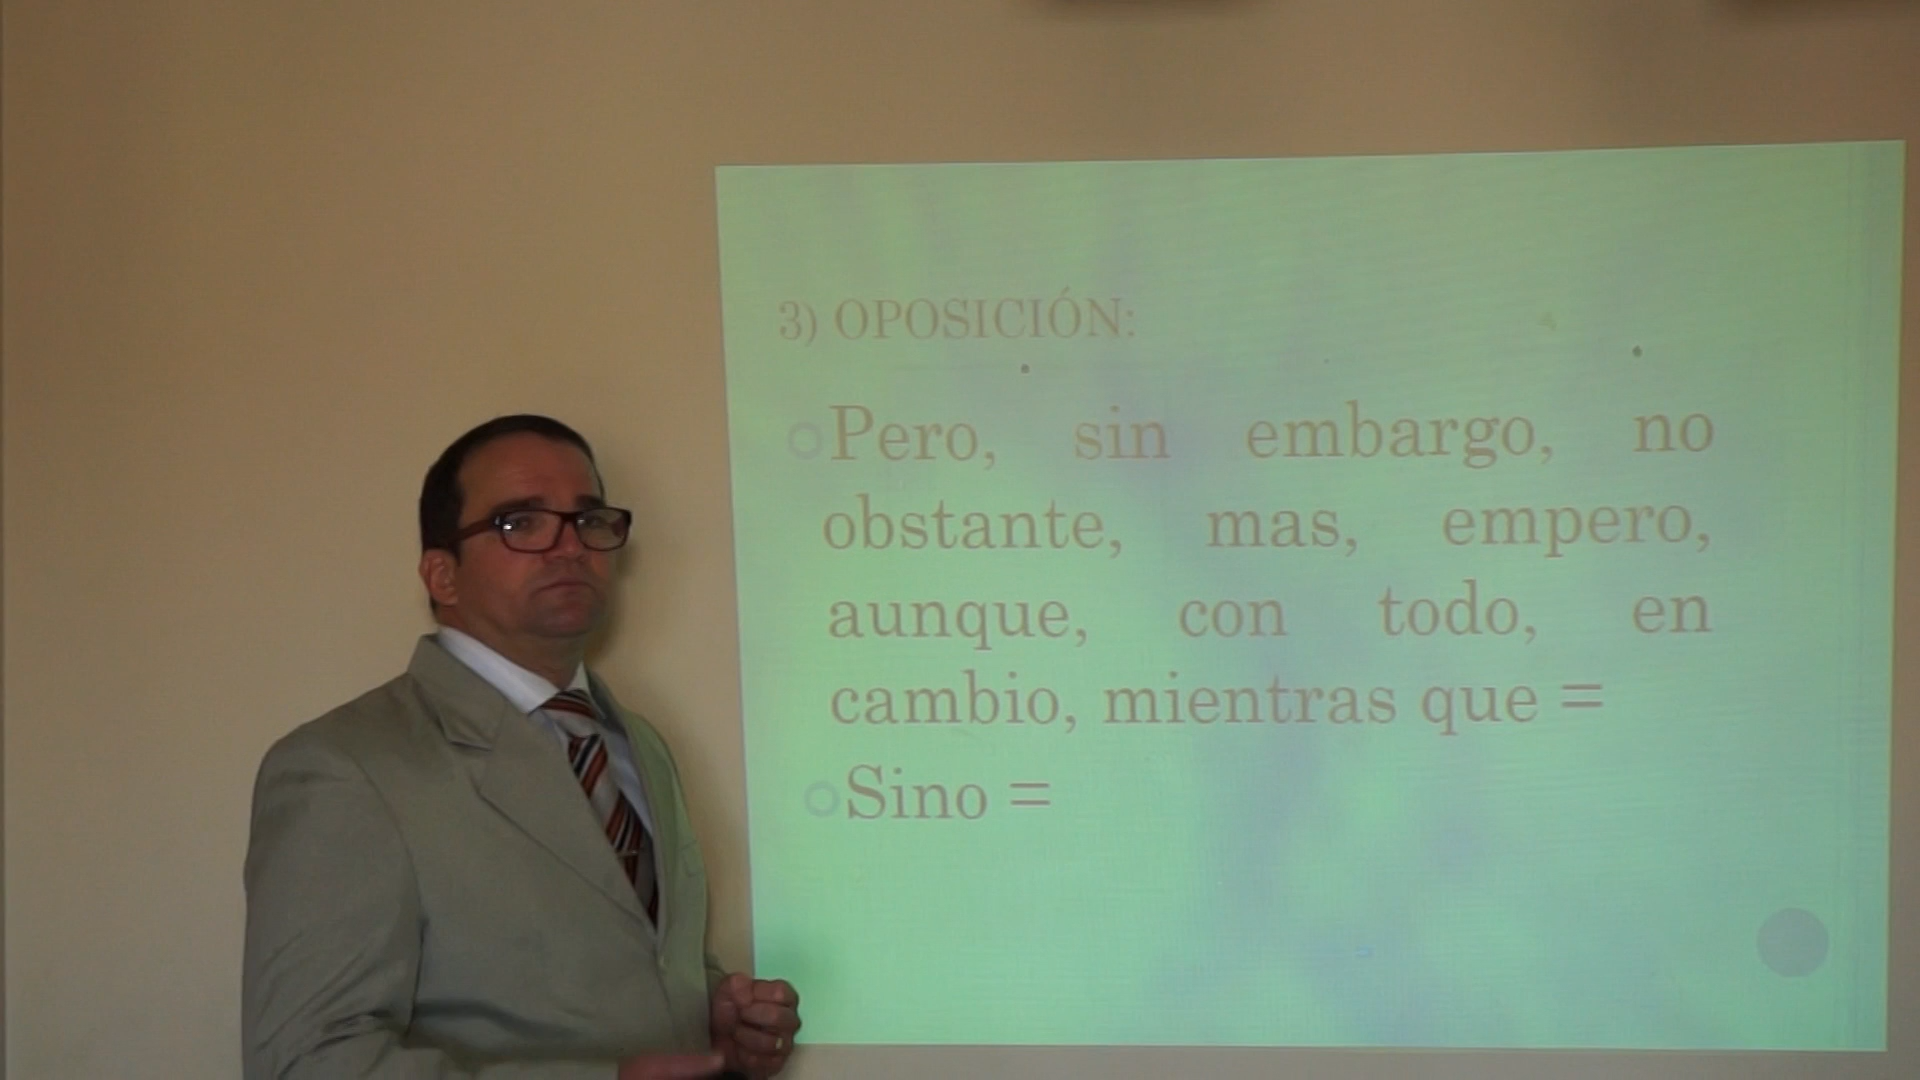 3) OPOSICIÓN:
Pero, sin embargo, no
obstante, mas, empero,
aunque, con todo, en
cambio, mientras que =
Sino =